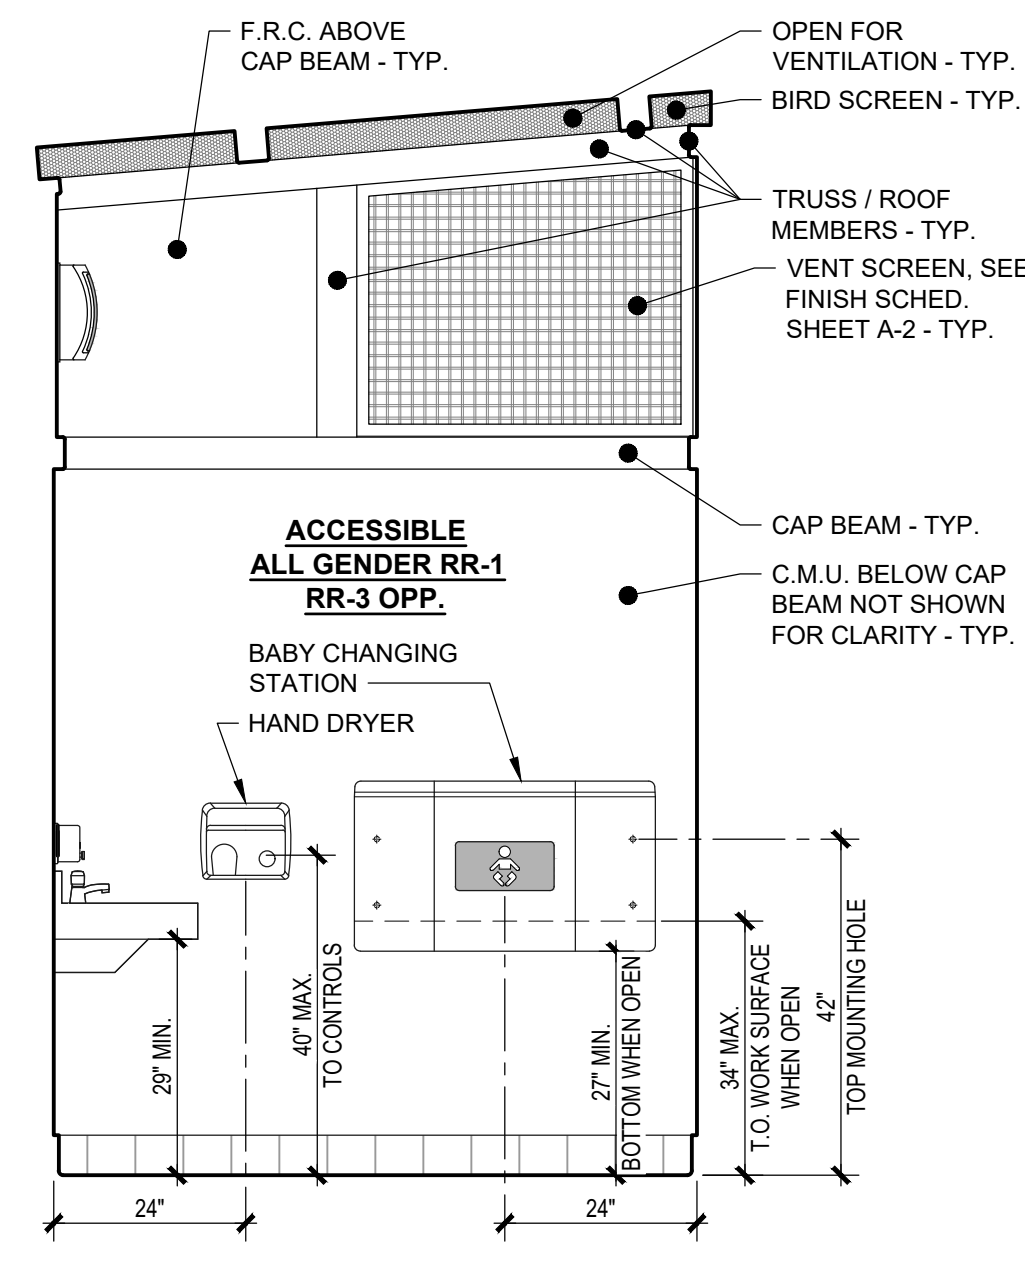 F.R.C. ABOVE
CAP BEAM - TYP.
OPEN FOR
VENTILATION - TYP.
BIRD SCREEN - TYP.
TRUSS / ROOF
MEMBERS - TYP.
VENT SCREEN, SEE
FINISH SCHED.
SHEET A-2 - TYP.
CAP BEAM - TYP.
C.M.U. BELOW CAP
BEAM NOT SHOWN
FOR CLARITY - TYP.
ACCESSIBLE
ALL GENDER RR-1
RR-3 OPP.
BABY CHANGING
STATION
HAND DRYER
29" MIN.
40" MAX.
TO CONTROLS
27" MIN.
BOTTOM WHEN OPEN
34" MAX.
T.O. WORK SURFACE
WHEN OPEN
42"
TOP MOUNTING HOLE
24"
24"